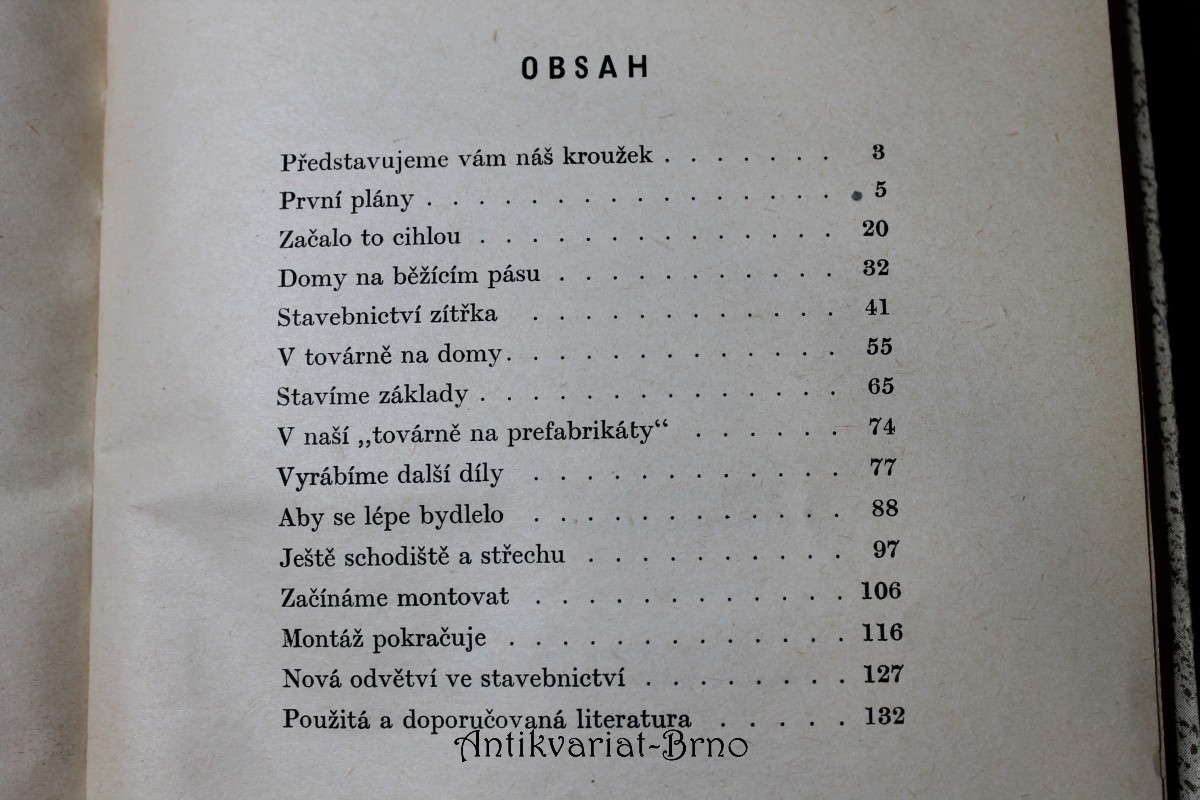 OBSAH
Představujeme vám náš kroužek . . . . . . . 3
První plány . . . . . . . . . . . . . . . . 5
Začalo to cihlou . . . . . . . . . . . . . . 20
Domy na běžícím pásu . . . . . . . . . . . 32
Stavebnictví zítřka . . . . . . . . . . . . 41
V továrně na domy . . . . . . . . . . . . . 55
Stavíme základy . . . . . . . . . . . . . . 65
V naší „továrně na prefabrikáty“ . . . . . . 74
Vyrábíme další díly . . . . . . . . . . . . 77
Aby se lépe bydlelo . . . . . . . . . . . . 88
Ještě schodiště a střechu . . . . . . . . . . 97
Začínáme montovat . . . . . . . . . . . . 106
Montáž pokračuje . . . . . . . . . . . . . 116
Nová odvětví ve stavebnictví . . . . . . . . 127
Použitá a doporučovaná literatura . . . . . 132
Antikvariat-Brno